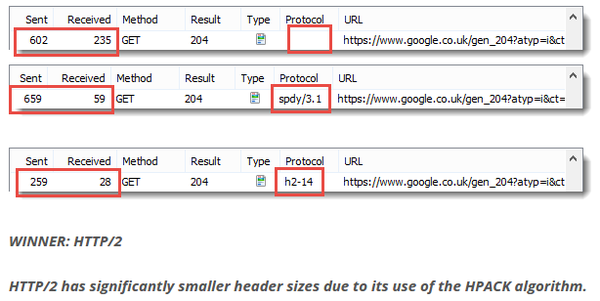 Sent Received Method Result Type Protocol URL
602 235 GET 204 https://www.google.co.uk/gen_204?atyp=i&ct
Sent Received Method Result Type Protocol URL
659 59 GET 204 spdy/3.1 https://www.google.co.uk/gen_204?atyp=i&ct=
Sent Received Method Result Type Protocol URL
259 28 GET 204 h2-14 https://www.google.co.uk/gen_204?atyp=i&ct
WINNER: HTTP/2
HTTP/2 has significantly smaller header sizes due to its use of the HPACK algorithm.